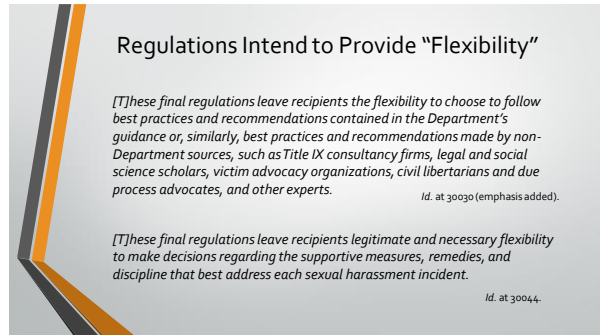 Regulations Intend to Provide “Flexibility”
[T]hese final regulations leave recipients the flexibility to choose to follow
best practices and recommendations contained in the Department’s
guidance or, similarly, best practices and recommendations made by non-
Department sources, such as Title IX consultancy firms, legal and social
science scholars, victim advocacy organizations, civil libertarians and due
process advocates, and other experts.
Id. at 30030 (emphasis added).
[T]hese final regulations leave recipients legitimate and necessary flexibility
to make decisions regarding the supportive measures, remedies, and
discipline that best address each sexual harassment incident.
Id. at 30044.